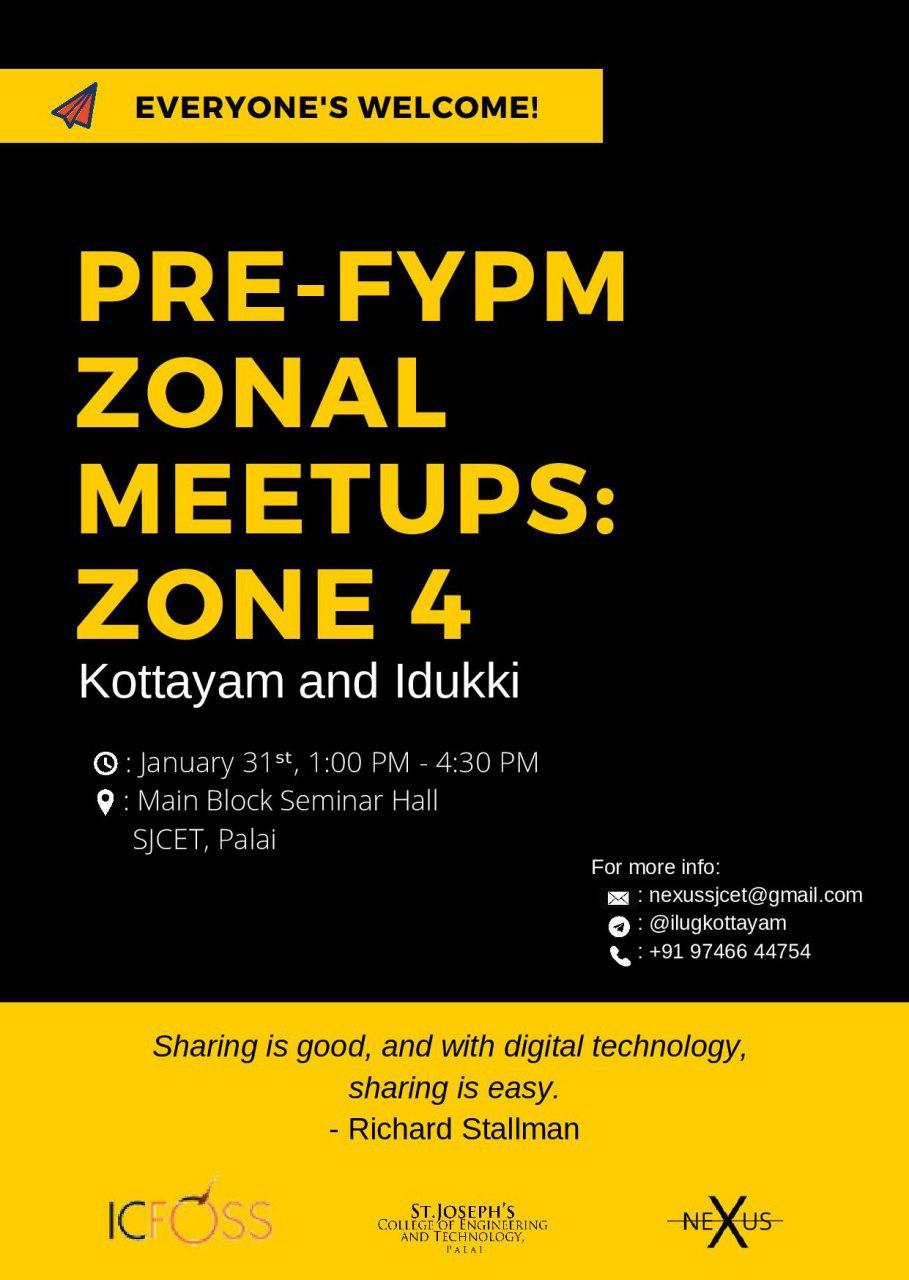 EVERYONE'S WELCOME!
PRE-FYPM
ZONAL
MEETUPS:
ZONE 4
Kottayam and Idukki
: January 31ˢᵗ, 1:00 PM - 4:30 PM
: Main Block Seminar Hall
SJCET, Palai
For more info:
: nexussjcet@gmail.com
: @ilugkottayam
: +91 97466 44754
Sharing is good, and with digital technology,
sharing is easy.
- Richard Stallman
ICFOSS
ST.JOSEPH'S
COLLEGE OF ENGINEERING
AND TECHNOLOGY,
PALAI
NEXUS